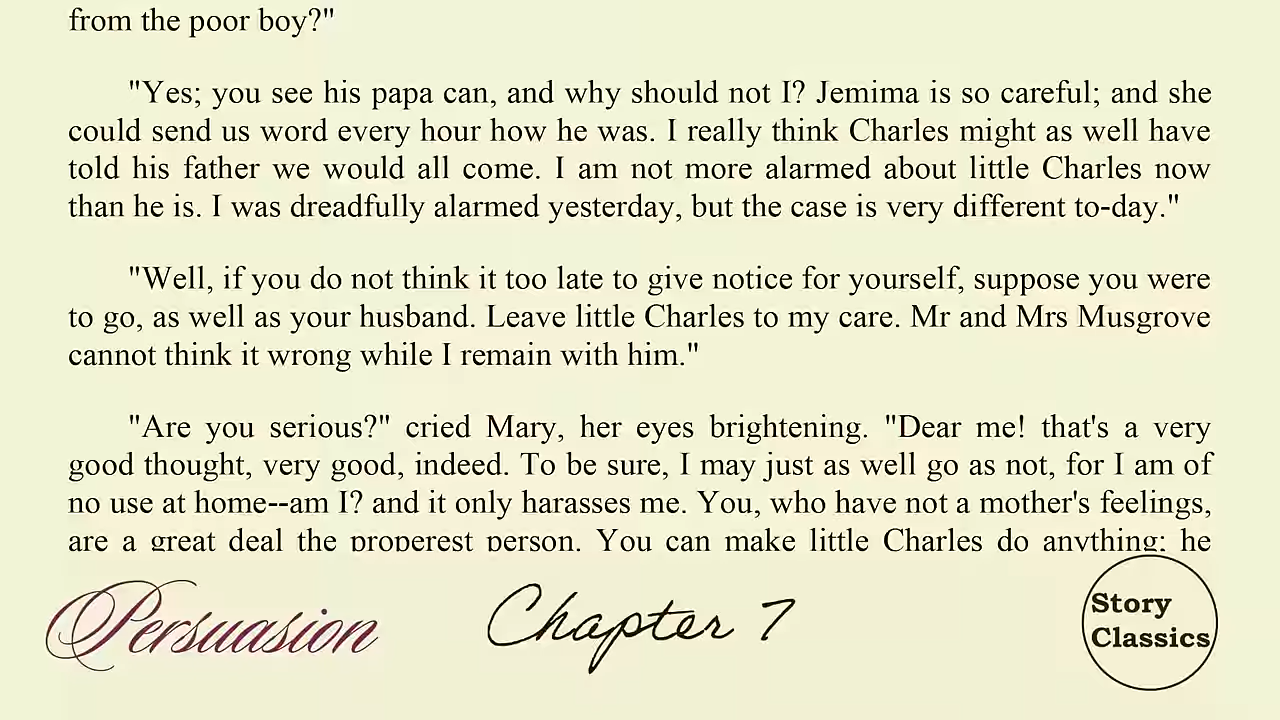 from the poor boy?"
"Yes; you see his papa can, and why should not I? Jemima is so careful; and she
could send us word every hour how he was. I really think Charles might as well have
told his father we would all come. I am not more alarmed about little Charles now
than he is. I was dreadfully alarmed yesterday, but the case is very different to-day."
"Well, if you do not think it too late to give notice for yourself, suppose you were
to go, as well as your husband. Leave little Charles to my care. Mr and Mrs Musgrove
cannot think it wrong while I remain with him."
"Are you serious?" cried Mary, her eyes brightening. "Dear me! that's a very
good thought, very good, indeed. To be sure, I may just as well go as not, for I am of
no use at home--am I? and it only harasses me. You, who have not a mother's feelings,
are a great deal the properest person. You can make little Charles do anything; he
Persuasion
Chapter 7
Story
Classics